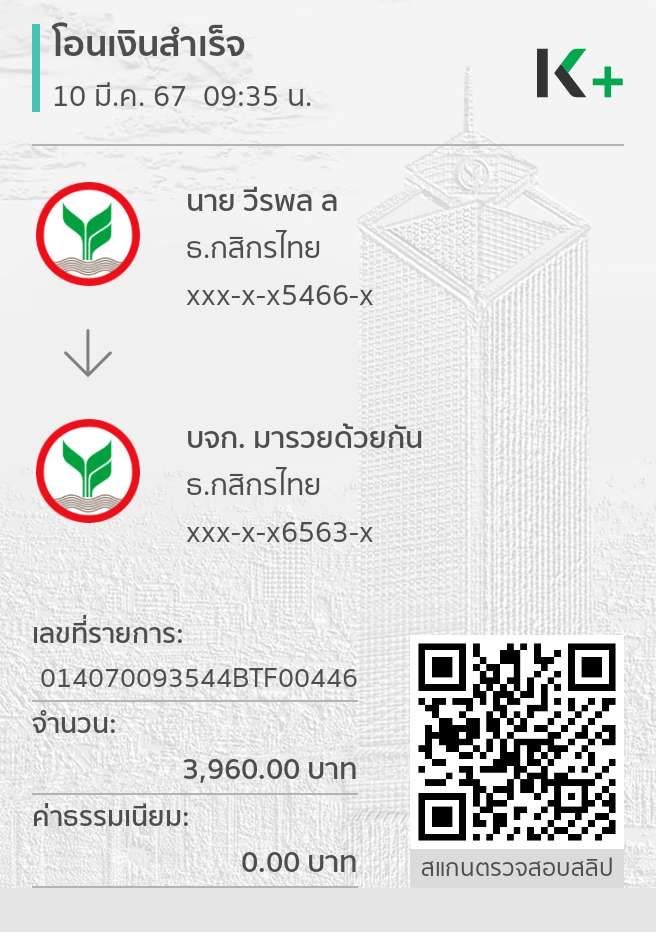 โอนเงินสำเร็จ
10 มี.ค. 67 09:35 น.
K+
นาย วีรพล ล
ธ.กสิกรไทย
xxx-x-x5466-x
บจก. มารวยด้วยกัน
ธ.กสิกรไทย
xxx-x-x6563-x
เลขที่รายการ:
014070093544BTF00446
จำนวน:
3,960.00 บาท
ค่าธรรมเนียม:
0.00 บาท
สแกนตรวจสอบสลิป